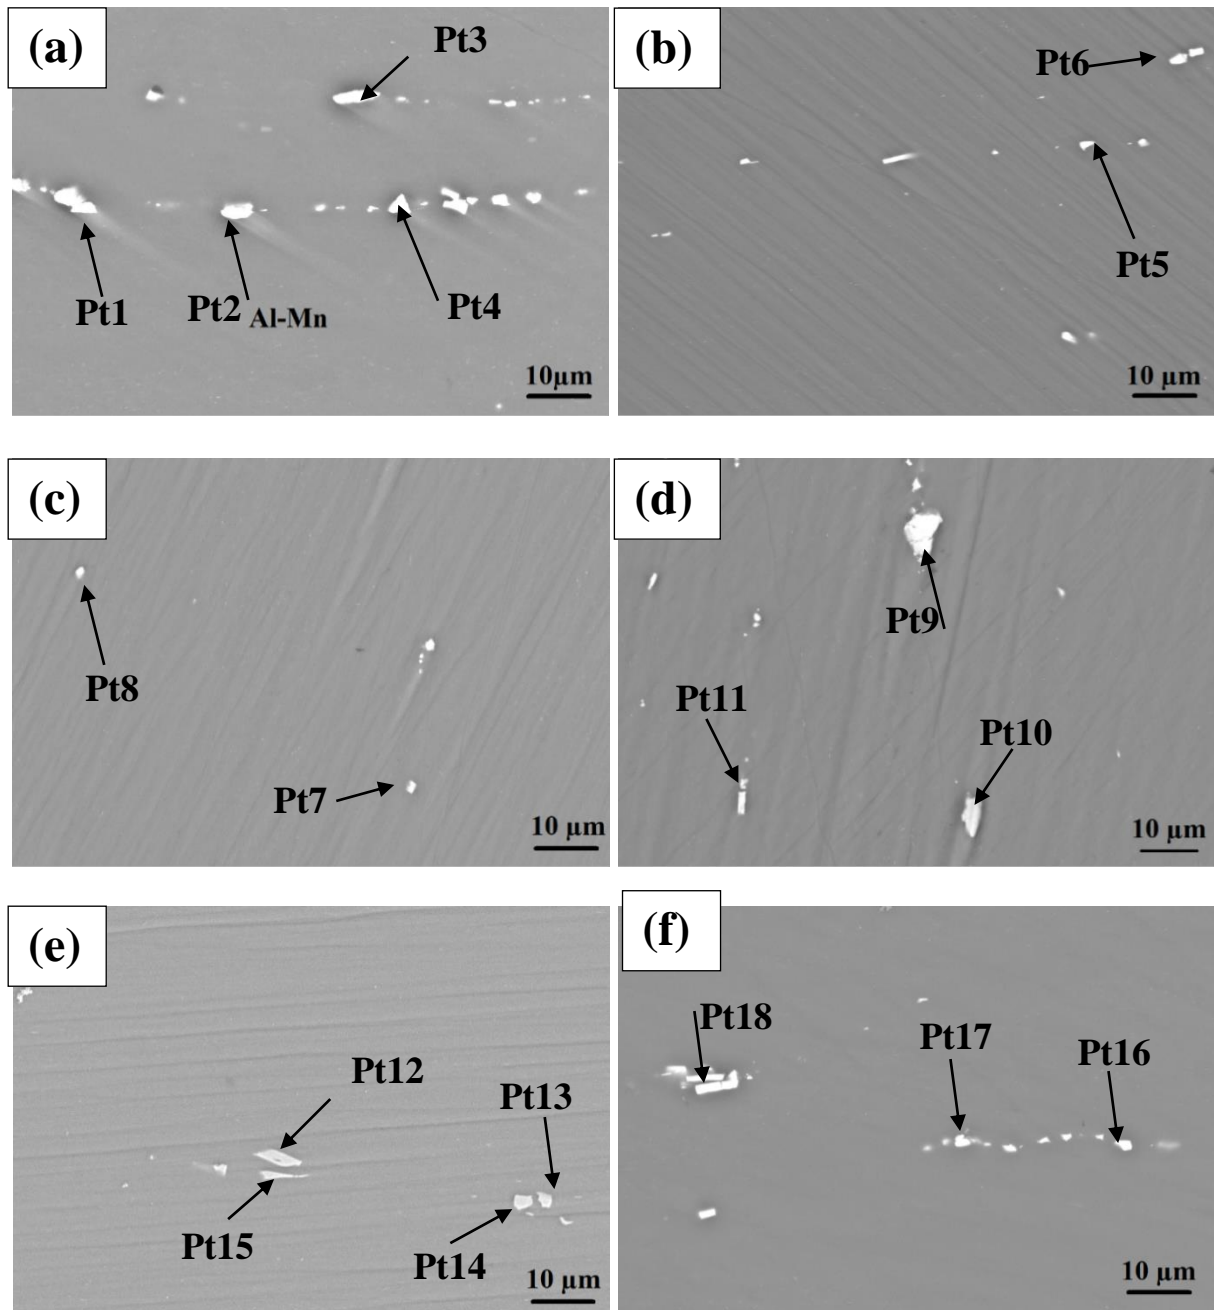 (a)
Pt3
Pt1
Pt2
Al-Mn
Pt4
10µm
(b)
Pt6
Pt5
10 µm
(c)
Pt8
Pt7
10 µm
(d)
Pt9
Pt11
Pt10
10 µm
(e)
Pt12
Pt13
Pt15
Pt14
10 µm
(f)
Pt18
Pt17
Pt16
10 µm